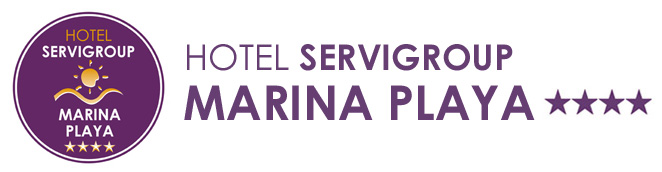 HOTEL
SERVIGROUP
MARINA
PLAYA
HOTEL SERVIGROUP
MARINA PLAYA